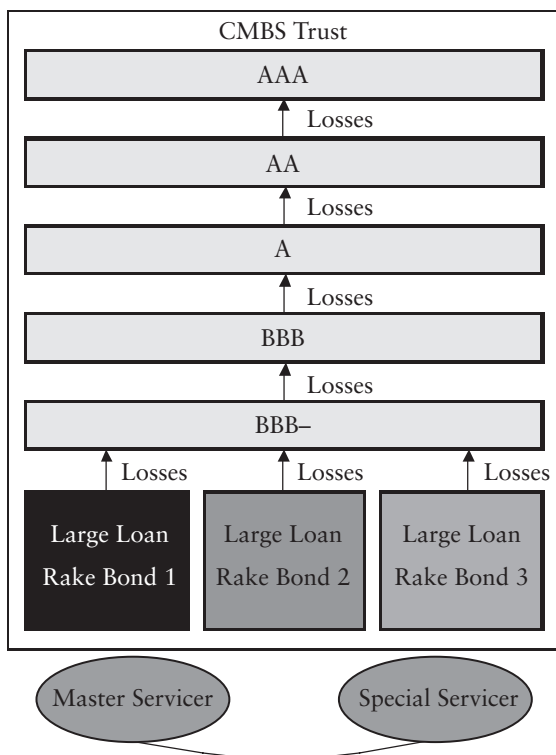 CMBS Trust
AAA
Losses
AA
Losses
A
Losses
BBB
Losses
BBB–
Losses
Losses
Losses
Large Loan
Rake Bond 1
Large Loan
Rake Bond 2
Large Loan
Rake Bond 3
Master Servicer
Special Servicer